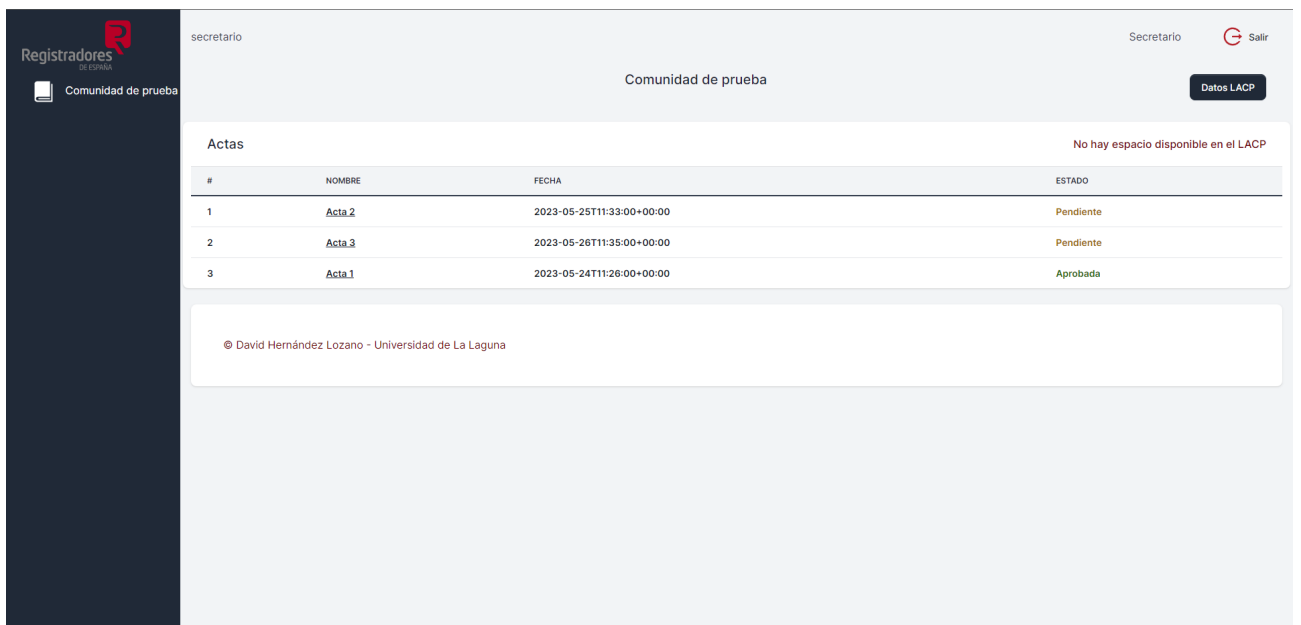 Registradores
DE ESPAÑA
Comunidad de prueba
secretario
Secretario
Salir
Comunidad de prueba
Datos LACP
Actas
No hay espacio disponible en el LACP
# NOMBRE FECHA ESTADO
1 Acta 2 2023-05-25T11:33:00+00:00 Pendiente
2 Acta 3 2023-05-26T11:35:00+00:00 Pendiente
3 Acta 1 2023-05-24T11:26:00+00:00 Aprobada
© David Hernández Lozano - Universidad de La Laguna